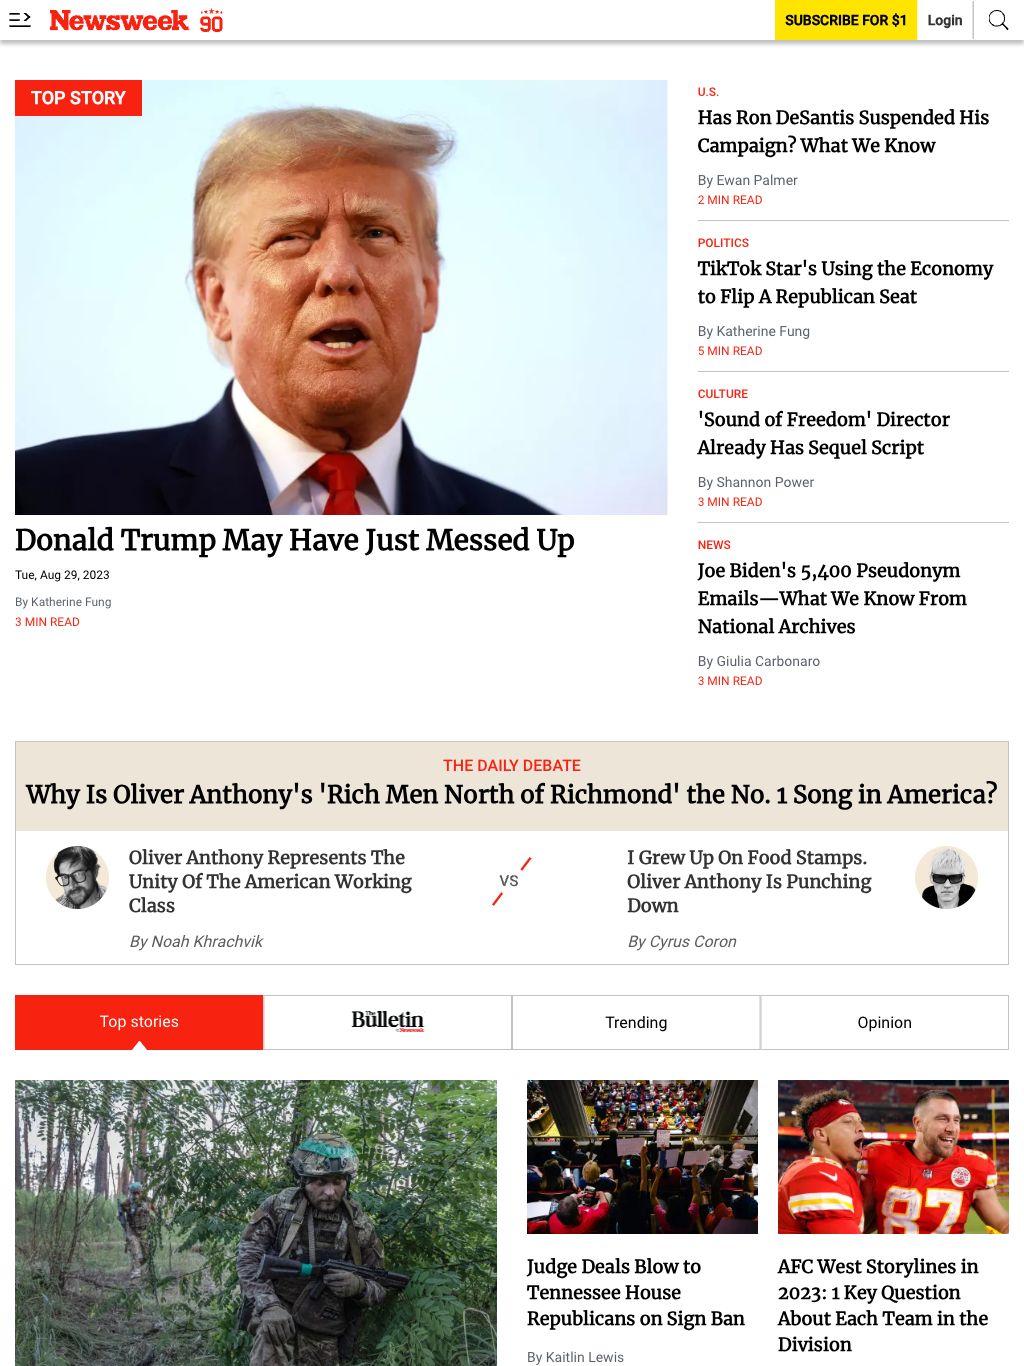 Newsweek 90
SUBSCRIBE FOR $1
Login
TOP STORY
Donald Trump May Have Just Messed Up
Tue, Aug 29, 2023
By Katherine Fung
3 MIN READ
U.S.
Has Ron DeSantis Suspended His
Campaign? What We Know
By Ewan Palmer
2 MIN READ
POLITICS
TikTok Star's Using the Economy
to Flip A Republican Seat
By Katherine Fung
5 MIN READ
CULTURE
'Sound of Freedom' Director
Already Has Sequel Script
By Shannon Power
3 MIN READ
NEWS
Joe Biden's 5,400 Pseudonym
Emails—What We Know From
National Archives
By Giulia Carbonaro
3 MIN READ
THE DAILY DEBATE
Why Is Oliver Anthony's 'Rich Men North of Richmond' the No. 1 Song in America?
Oliver Anthony Represents The
Unity Of The American Working
Class
By Noah Khrachvik
VS
I Grew Up On Food Stamps.
Oliver Anthony Is Punching
Down
By Cyrus Coron
Top stories
The Bulletin
Newsweek
Trending
Opinion
87
Judge Deals Blow to
Tennessee House
Republicans on Sign Ban
By Kaitlin Lewis
AFC West Storylines in
2023: 1 Key Question
About Each Team in the
Division